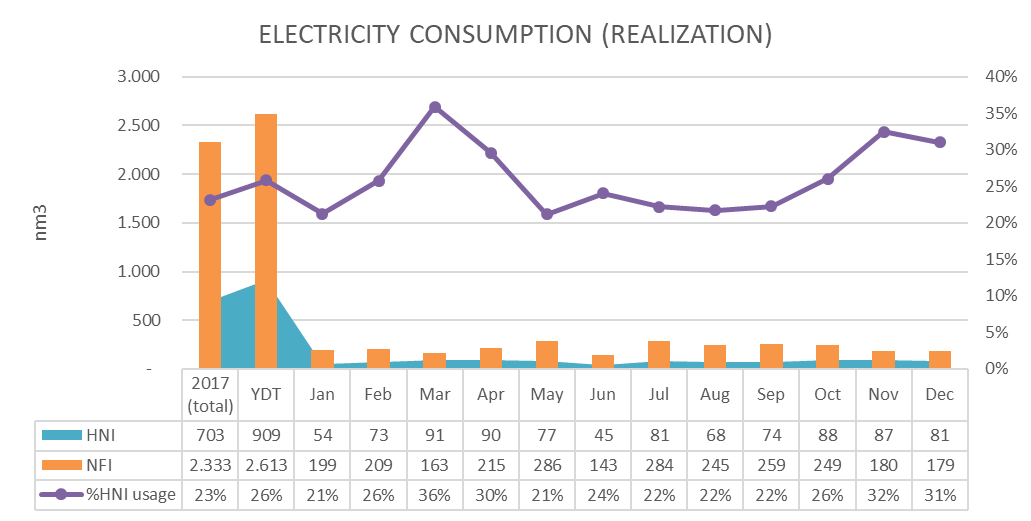 ELECTRICITY CONSUMPTION (REALIZATION)
3.000
2.500
2.000
1.500
1.000
500
-
nm3
40%
35%
30%
25%
20%
15%
10%
5%
0%
2017 (total) YDT Jan Feb Mar Apr May Jun Jul Aug Sep Oct Nov Dec
HNI 703 909 54 73 91 90 77 45 81 68 74 88 87 81
NFI 2.333 2.613 199 209 163 215 286 143 284 245 259 249 180 179
%HNI usage 23% 26% 21% 26% 36% 30% 21% 24% 22% 22% 22% 26% 32% 31%